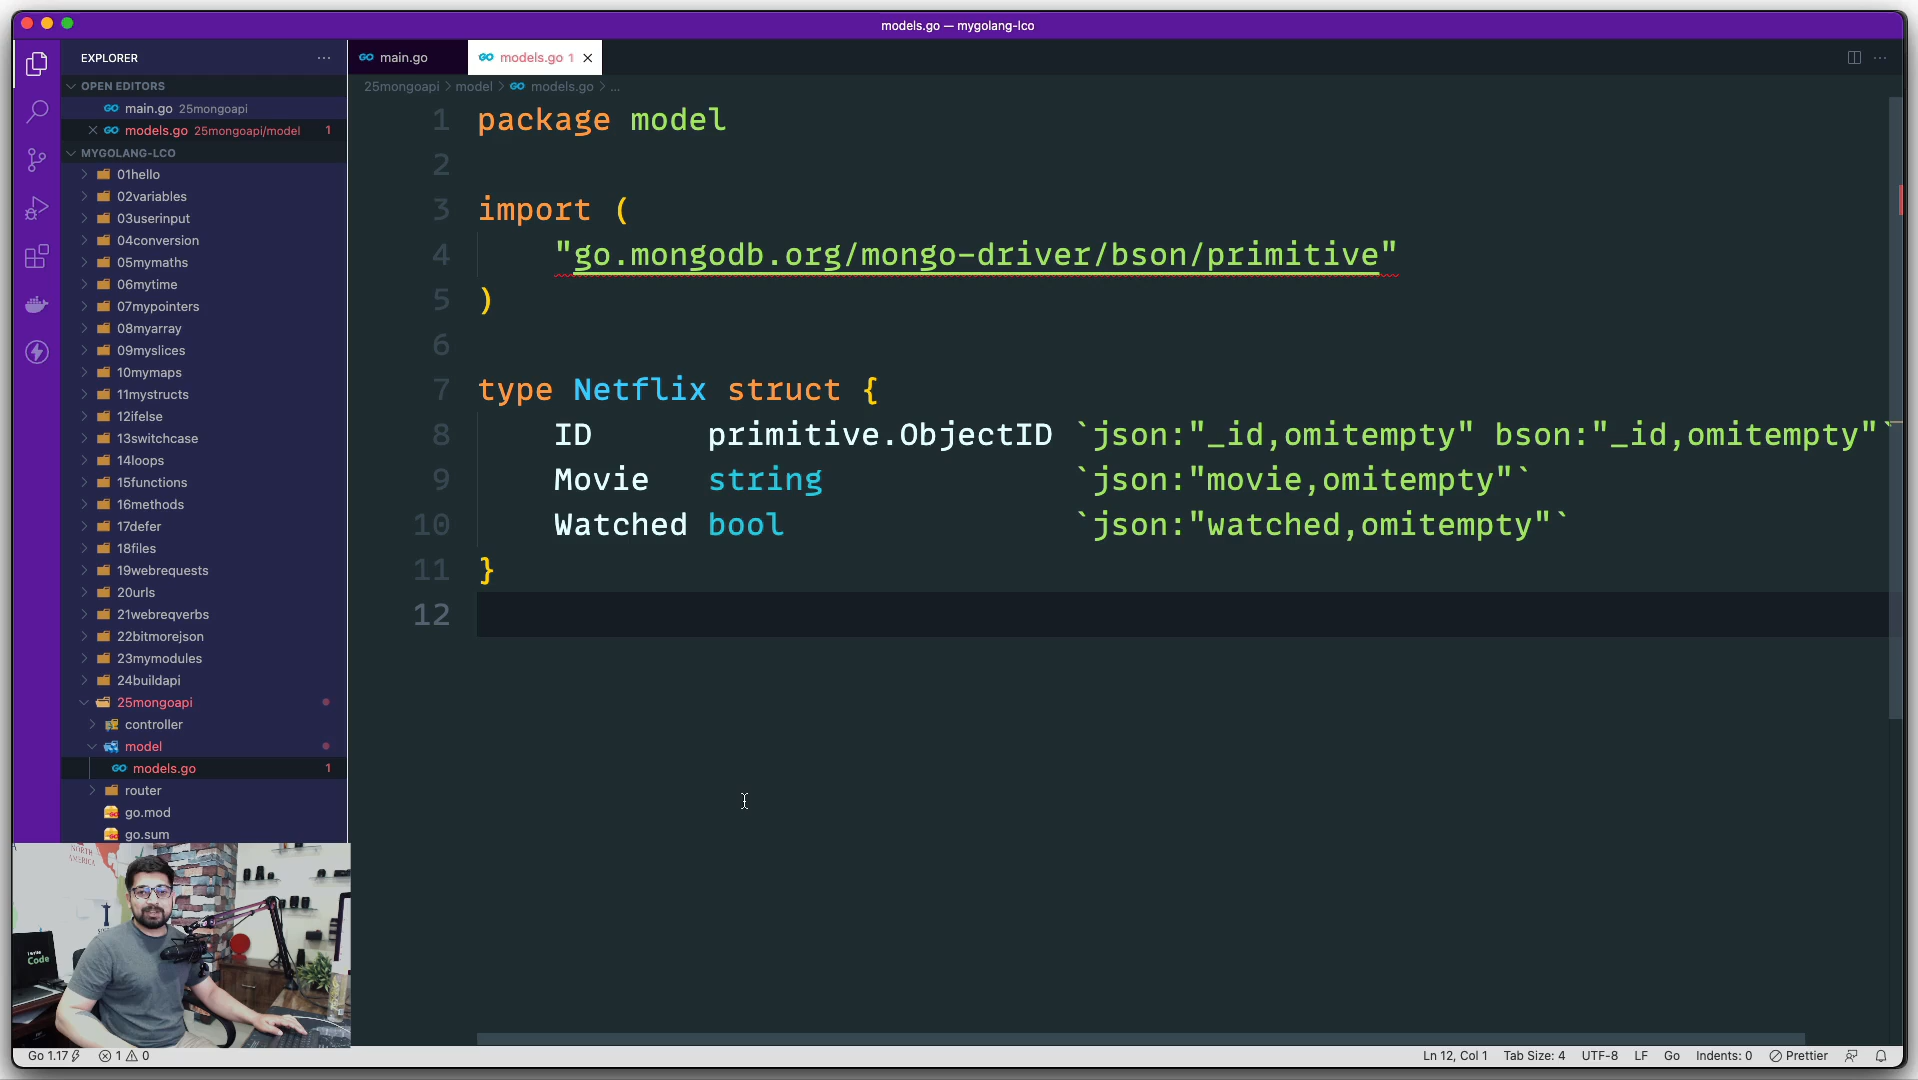 models.go — mygolang-lco
EXPLORER
OPEN EDITORS
main.go 25mongoapi
models.go 25mongoapi/model 1
MYGOLANG-LCO
01hello
02variables
03userinput
04conversion
05mymaths
06mytime
07mypointers
08myarray
09myslices
10mymaps
11mystructs
12ifelse
13switchcase
14loops
15functions
16methods
17defer
18files
19webrequests
20urls
21webreqverbs
22bitmorejson
23mymodules
24buildapi
25mongoapi
controller
model
models.go 1
router
go.mod
go.sum
main.go
models.go 1
25mongoapi > model > models.go > ...
1 package model
2
3 import (
4 "go.mongodb.org/mongo-driver/bson/primitive"
5 )
6
7 type Netflix struct {
8 ID primitive.ObjectID `json:"_id,omitempty" bson:"_id,omitempty"`
9 Movie string `json:"movie,omitempty"`
10 Watched bool `json:"watched,omitempty"`
11 }
12
NORTH
AMERICA
I write
Code
Go 1.17 1 0
Ln 12, Col 1 Tab Size: 4 UTF-8 LF Go Indents: 0 Prettier